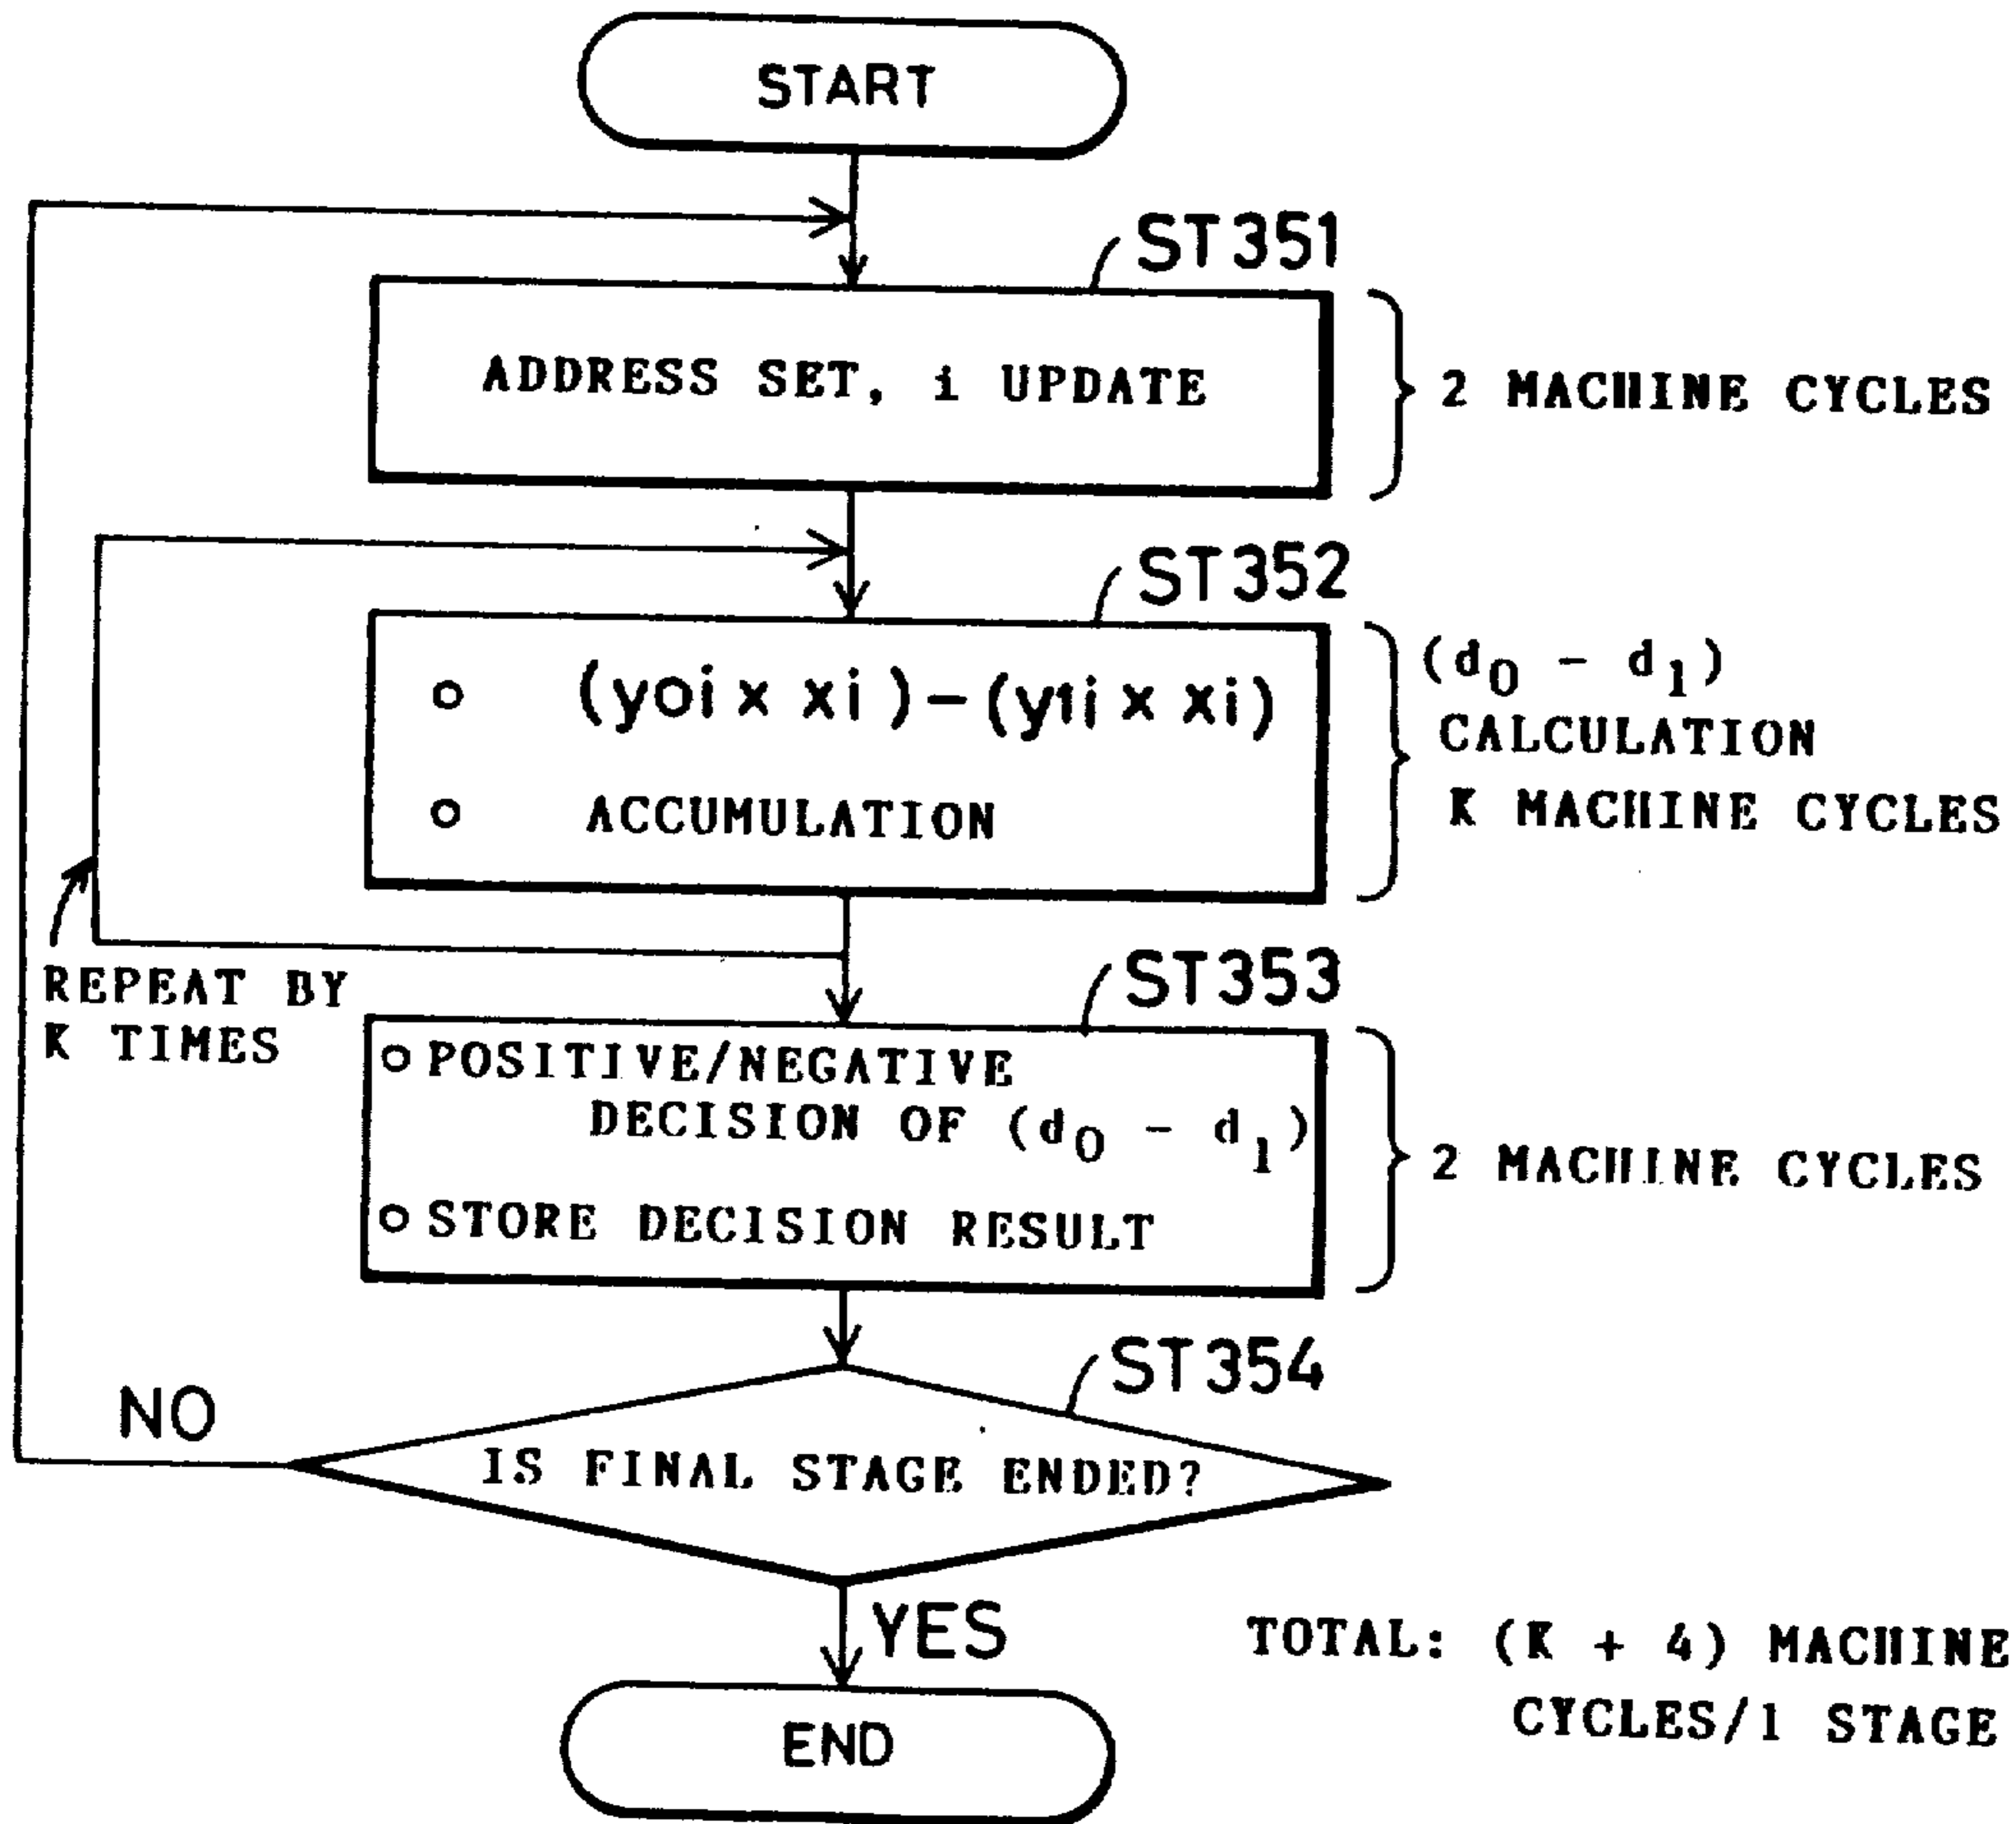 START
ST351
ADDRESS SET, i UPDATE
2 MACHINE CYCLES
ST352
(y0i × xi) − (y1i × xi)
ACCUMULATION
(d0 − d1)
CALCULATION
K MACHINE CYCLES
REPEAT BY
K TIMES
ST353
POSITIVE/NEGATIVE
DECISION OF (d0 − d1)
STORE DECISION RESULT
2 MACHINE CYCLES
ST354
NO
IS FINAL STAGE ENDED?
YES
TOTAL: (K + 4) MACHINE
CYCLES/1 STAGE
END